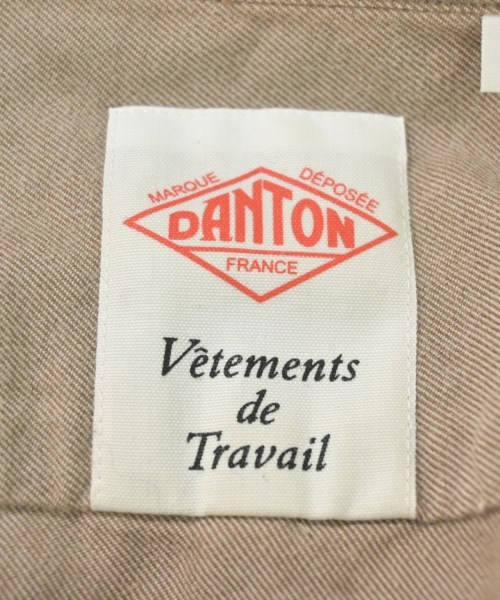 MARQUE DÉPOSÉE
DANTON
FRANCE
Vêtements
de
Travail